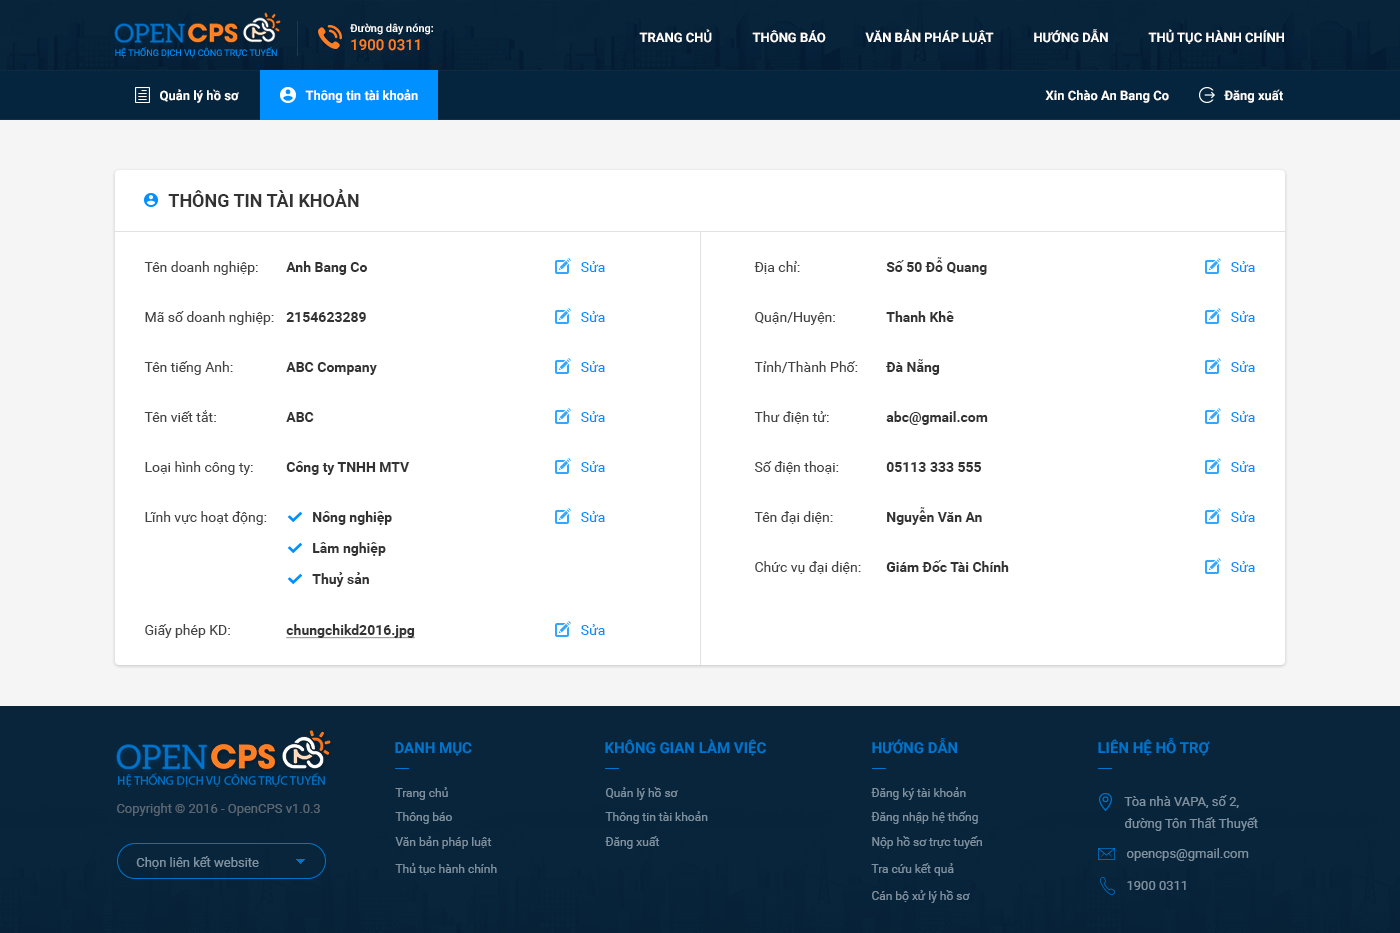 OPEN CPS
HỆ THỐNG DỊCH VỤ CÔNG TRỰC TUYẾN
Đường dây nóng:
1900 0311
TRANG CHỦ
THÔNG BÁO
VĂN BẢN PHÁP LUẬT
HƯỚNG DẪN
THỦ TỤC HÀNH CHÍNH
Quản lý hồ sơ
Thông tin tài khoản
Xin Chào An Bang Co
Đăng xuất
THÔNG TIN TÀI KHOẢN
Tên doanh nghiệp: Anh Bang Co Sửa
Mã số doanh nghiệp: 2154623289 Sửa
Tên tiếng Anh: ABC Company Sửa
Tên viết tắt: ABC Sửa
Loại hình công ty: Công ty TNHH MTV Sửa
Lĩnh vực hoạt động: Nông nghiệp Sửa
Lâm nghiệp
Thuỷ sản
Giấy phép KD: chungchikd2016.jpg Sửa
Địa chỉ: Số 50 Đỗ Quang Sửa
Quận/Huyện: Thanh Khê Sửa
Tỉnh/Thành Phố: Đà Nẵng Sửa
Thư điện tử: abc@gmail.com Sửa
Số điện thoại: 05113 333 555 Sửa
Tên đại diện: Nguyễn Văn An Sửa
Chức vụ đại diện: Giám Đốc Tài Chính Sửa
OPEN CPS
HỆ THỐNG DỊCH VỤ CÔNG TRỰC TUYẾN
Copyright © 2016 - OpenCPS v1.0.3
Chọn liên kết website
DANH MỤC
Trang chủ
Thông báo
Văn bản pháp luật
Thủ tục hành chính
KHÔNG GIAN LÀM VIỆC
Quản lý hồ sơ
Thông tin tài khoản
Đăng xuất
HƯỚNG DẪN
Đăng ký tài khoản
Đăng nhập hệ thống
Nộp hồ sơ trực tuyến
Tra cứu kết quả
Cán bộ xử lý hồ sơ
LIÊN HỆ HỖ TRỢ
Tòa nhà VAPA, số 2,
đường Tôn Thất Thuyết
opencps@gmail.com
1900 0311